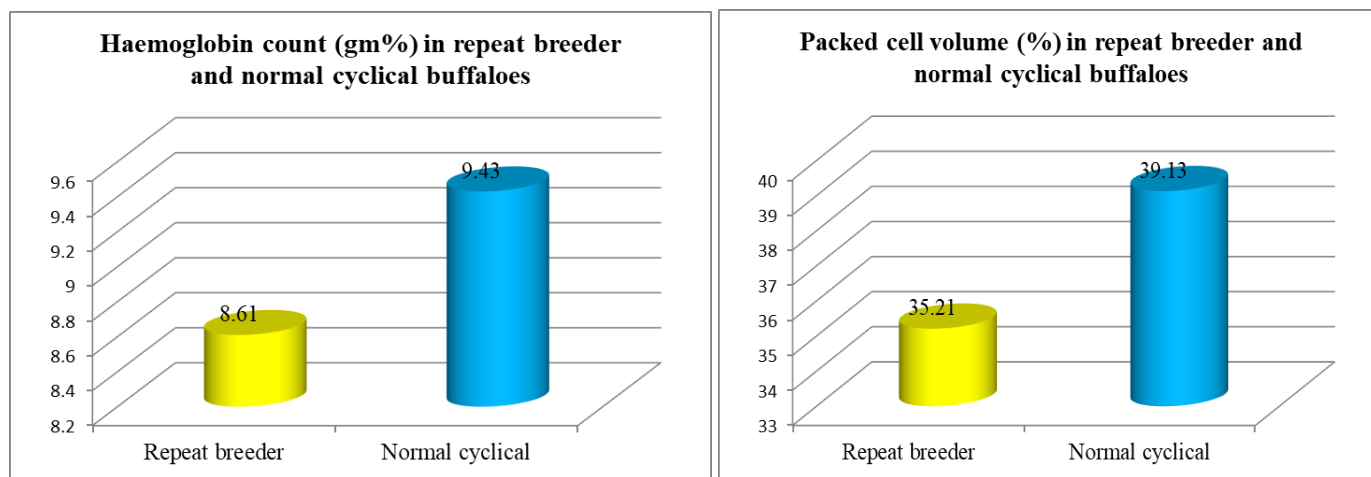 Haemoglobin count (gm%) in repeat breeder
and normal cyclical buffaloes
9.6
9.4
9.2
9
8.8
8.6
8.4
8.2
8.61
9.43
Repeat breeder
Normal cyclical
Packed cell volume (%) in repeat breeder and
normal cyclical buffaloes
40
39
38
37
36
35
34
33
35.21
39.13
Repeat breeder
Normal cyclical